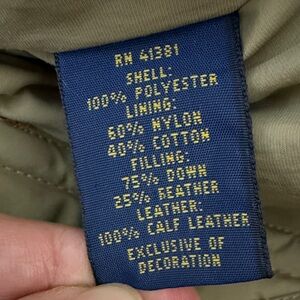 RN 41381
SHELL:
100% POLYESTER
LINING:
60% NYLON
40% COTTON
FILLING:
75% DOWN
25% FEATHER
LEATHER:
100% CALF LEATHER
EXCLUSIVE OF
DECORATION